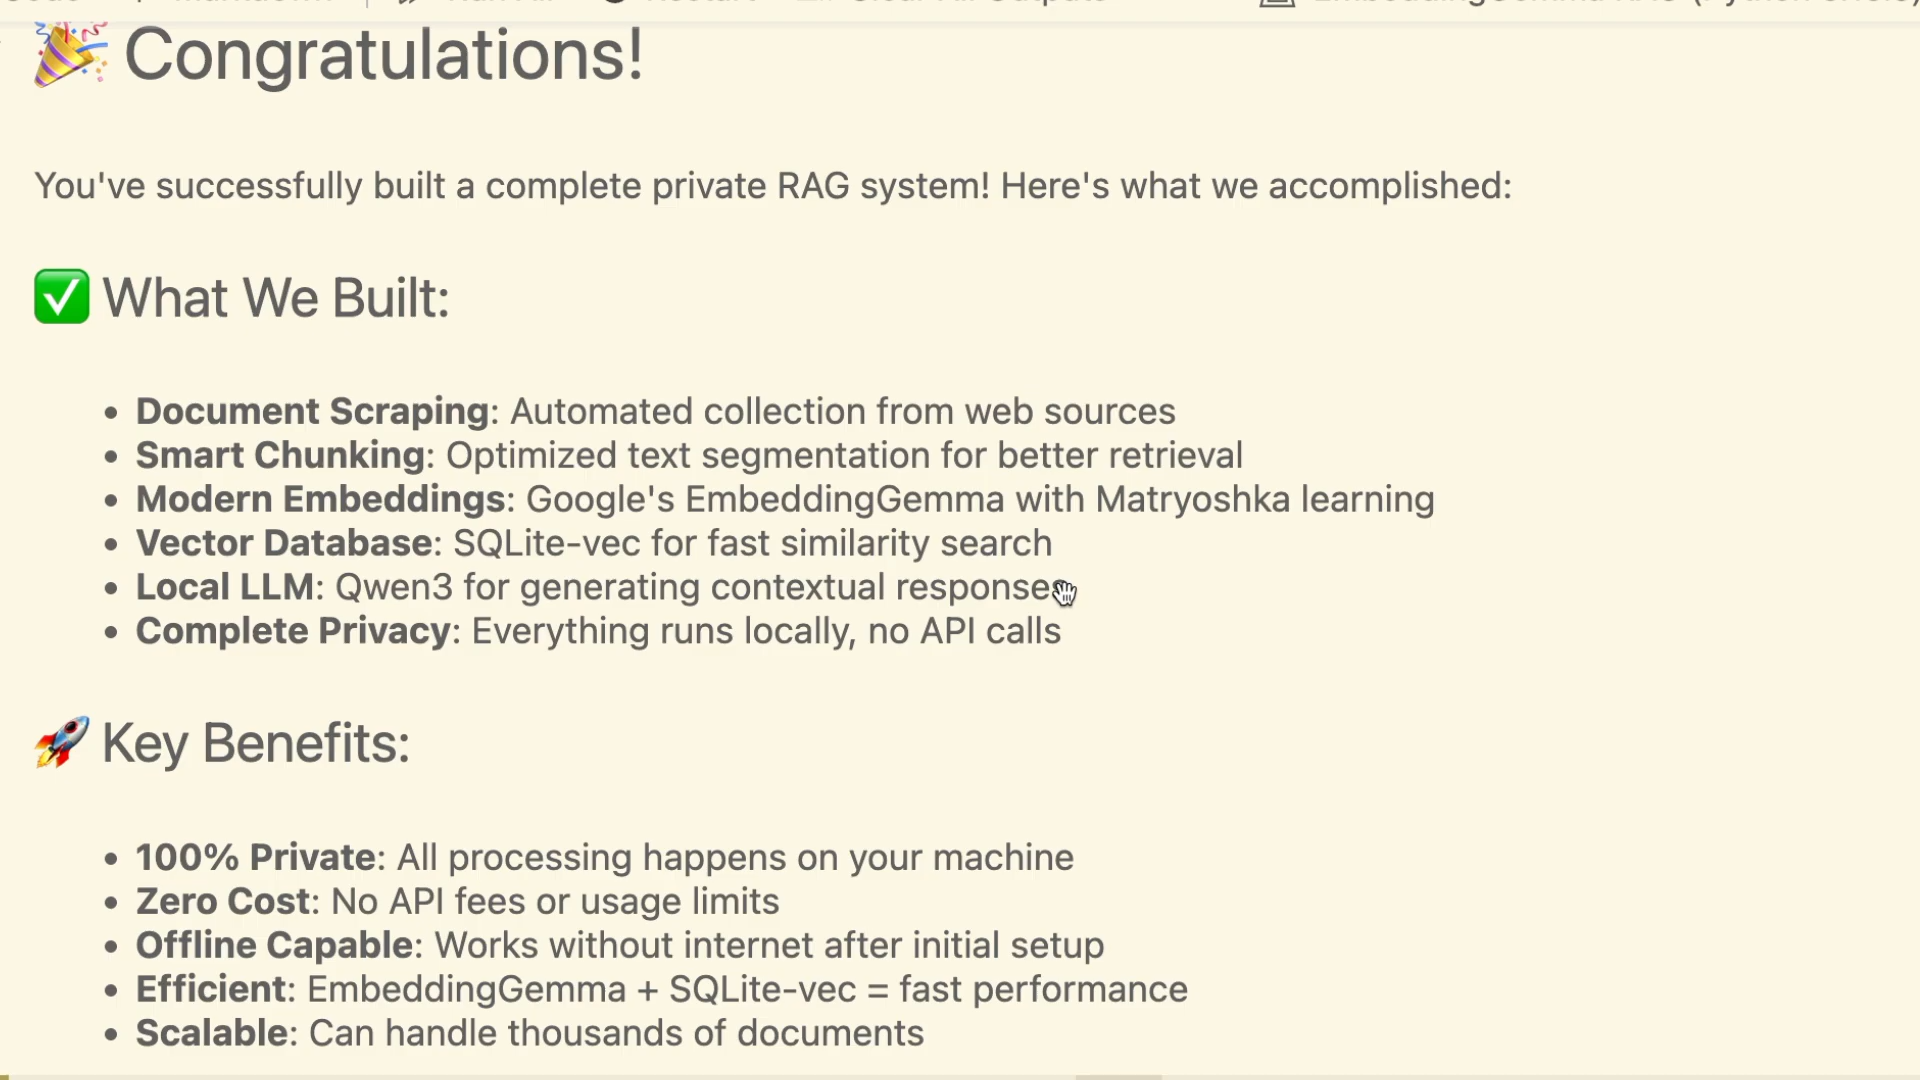 Congratulations!
You've successfully built a complete private RAG system! Here's what we accomplished:
What We Built:
• Document Scraping: Automated collection from web sources
• Smart Chunking: Optimized text segmentation for better retrieval
• Modern Embeddings: Google's EmbeddingGemma with Matryoshka learning
• Vector Database: SQLite-vec for fast similarity search
• Local LLM: Qwen3 for generating contextual responses
• Complete Privacy: Everything runs locally, no API calls
Key Benefits:
• 100% Private: All processing happens on your machine
• Zero Cost: No API fees or usage limits
• Offline Capable: Works without internet after initial setup
• Efficient: EmbeddingGemma + SQLite-vec = fast performance
• Scalable: Can handle thousands of documents